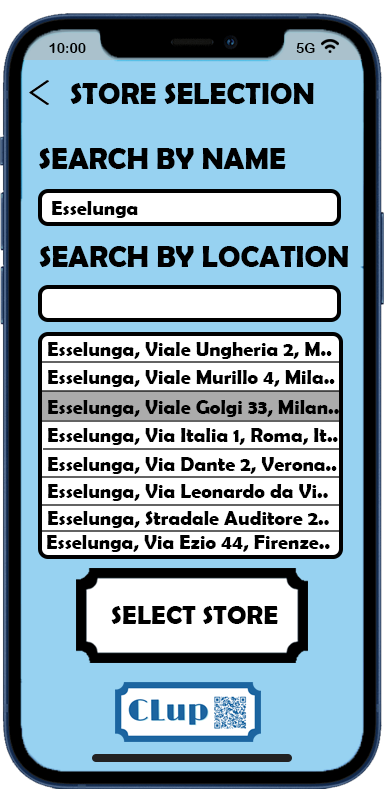 10:00
5G
STORE SELECTION
SEARCH BY NAME
Esselunga
SEARCH BY LOCATION
Esselunga, Viale Ungheria 2, M..
Esselunga, Viale Murillo 4, Mila..
Esselunga, Viale Golgi 33, Milan..
Esselunga, Via Italia 1, Roma, It..
Esselunga, Via Dante 2, Verona..
Esselunga, Via Leonardo da Vi..
Esselunga, Stradale Auditore 2..
Esselunga, Via Ezio 44, Firenze..
SELECT STORE
CLup